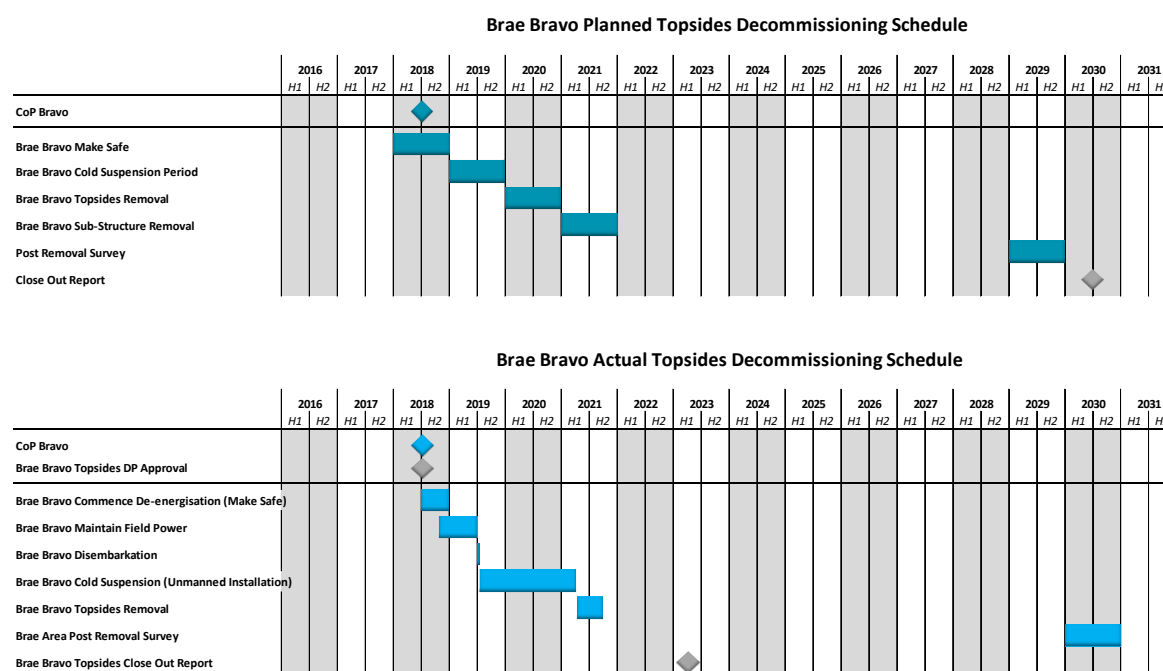 Brae Bravo Planned Topsides Decommissioning Schedule
2016 2017 2018 2019 2020 2021 2022 2023 2024 2025 2026 2027 2028 2029 2030 2031
H1 H2 H1 H2 H1 H2 H1 H2 H1 H2 H1 H2 H1 H2 H1 H2 H1 H2 H1 H2 H1 H2 H1 H2 H1 H2 H1 H2 H1 H2 H1 H
CoP Bravo
Brae Bravo Make Safe
Brae Bravo Cold Suspension Period
Brae Bravo Topsides Removal
Brae Bravo Sub-Structure Removal
Post Removal Survey
Close Out Report
Brae Bravo Actual Topsides Decommissioning Schedule
2016 2017 2018 2019 2020 2021 2022 2023 2024 2025 2026 2027 2028 2029 2030 2031
H1 H2 H1 H2 H1 H2 H1 H2 H1 H2 H1 H2 H1 H2 H1 H2 H1 H2 H1 H2 H1 H2 H1 H2 H1 H2 H1 H2 H1 H2 H1 H
CoP Bravo
Brae Bravo Topsides DP Approval
Brae Bravo Commence De-energisation (Make Safe)
Brae Bravo Maintain Field Power
Brae Bravo Disembarkation
Brae Bravo Cold Suspension (Unmanned Installation)
Brae Bravo Topsides Removal
Brae Area Post Removal Survey
Brae Bravo Topsides Close Out Report